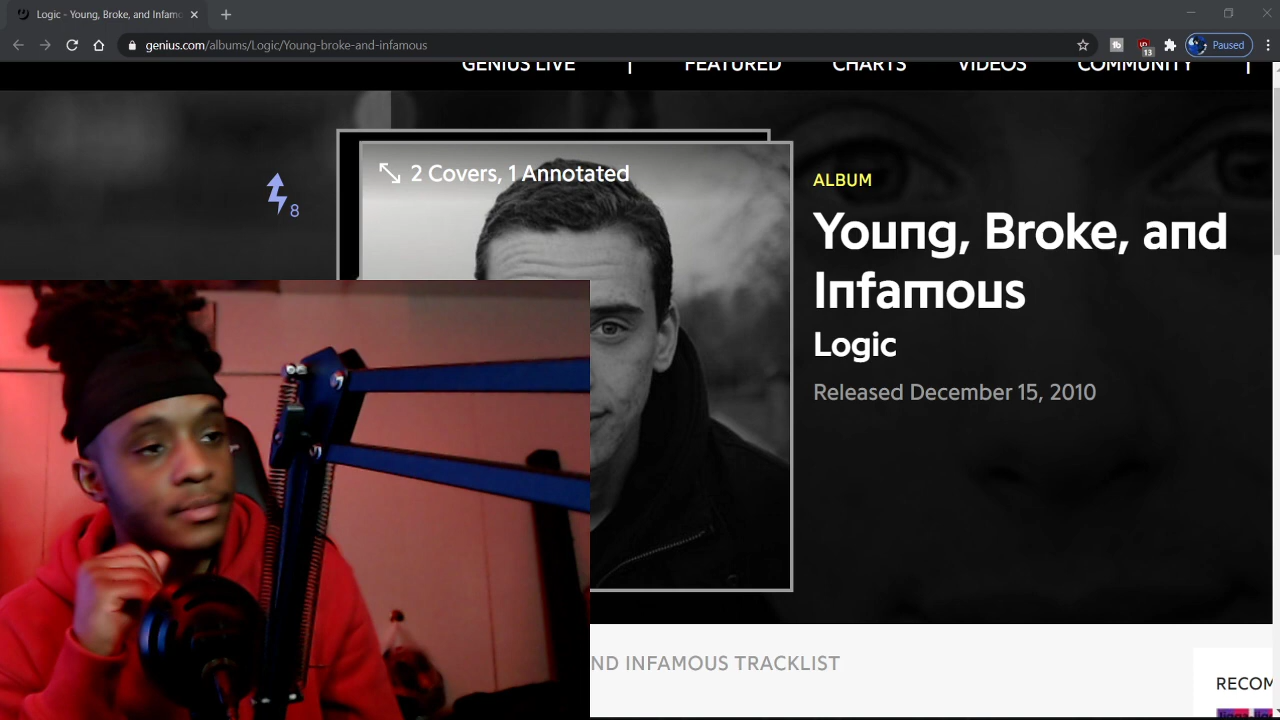 Logic - Young, Broke, and Infamo
genius.com/albums/Logic/Young-broke-and-infamous
13
Paused
GENIUS LIVE
FEATURED
CHARTS
VIDEOS
COMMUNITY
2 Covers, 1 Annotated
8
ALBUM
Young, Broke, and
Infamous
Logic
Released December 15, 2010
ND INFAMOUS TRACKLIST
RECOM